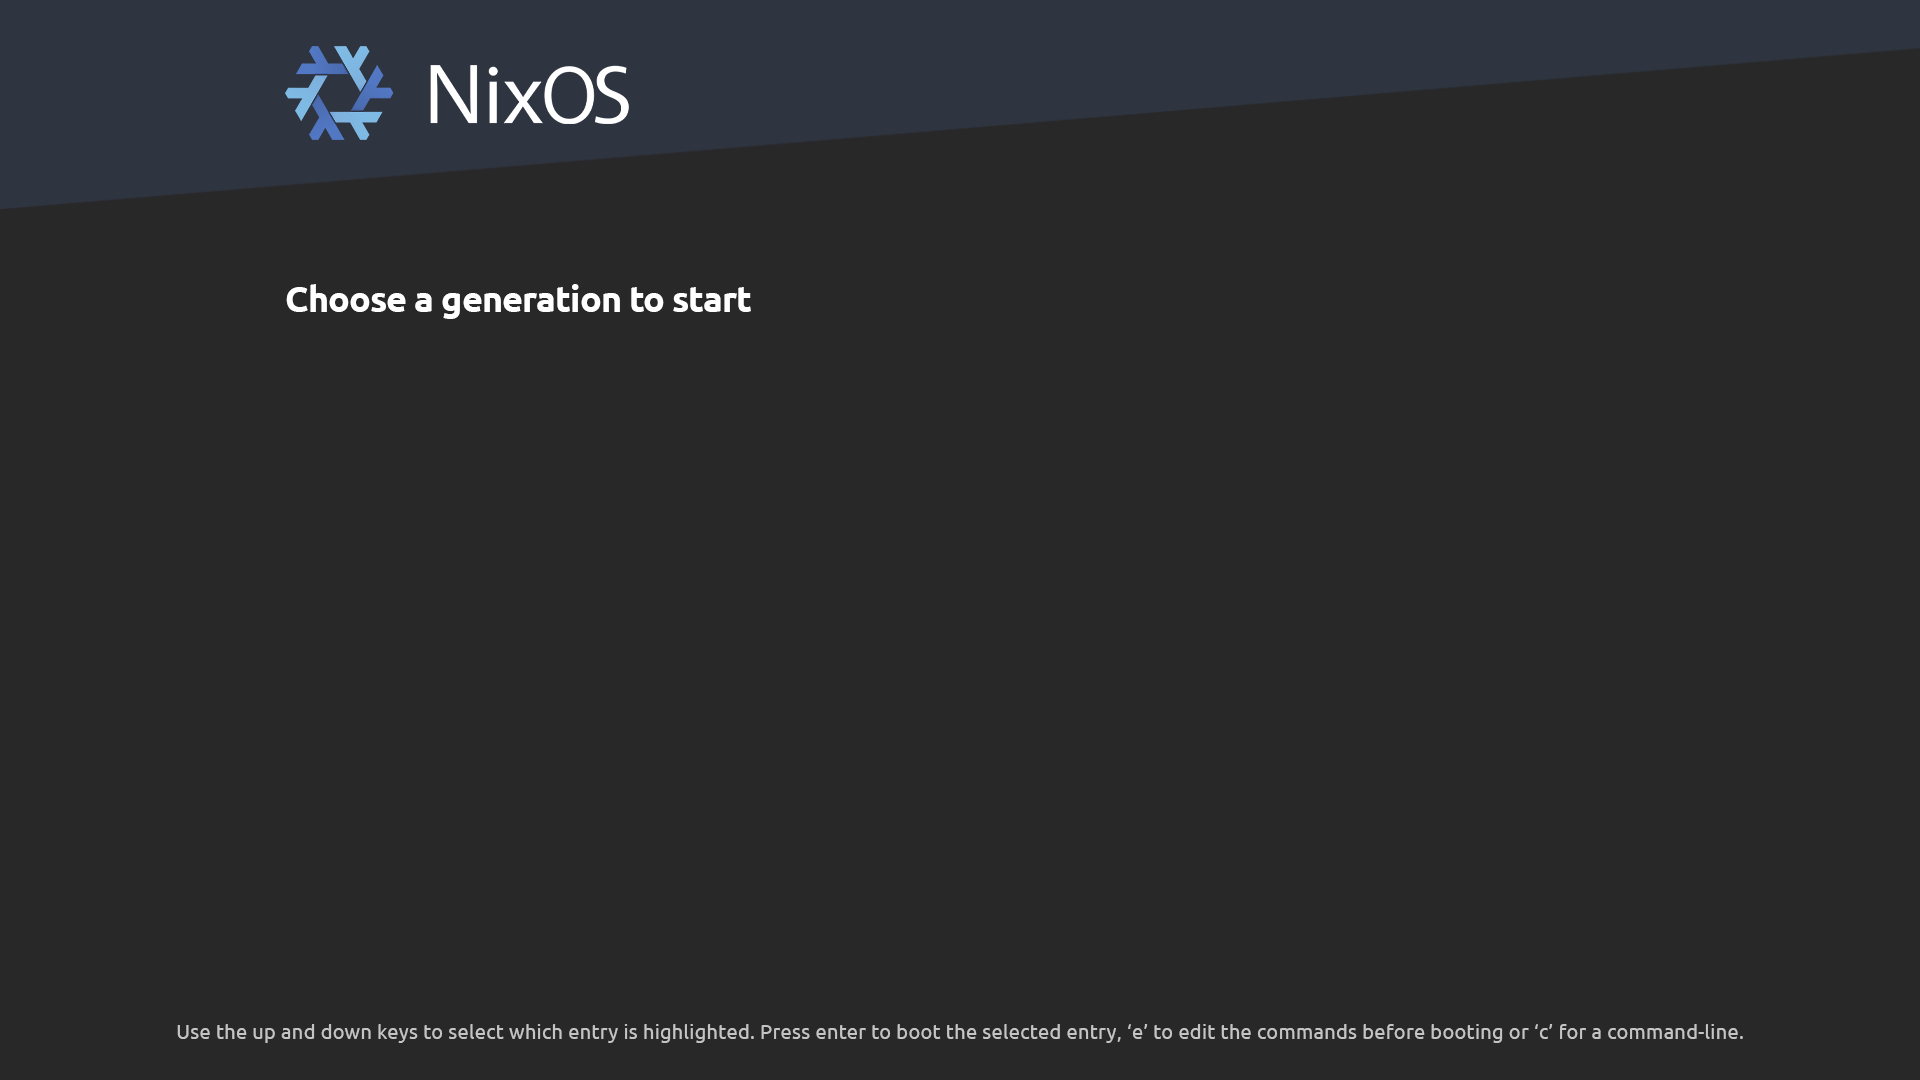 NixOS
Choose a generation to start
Use the up and down keys to select which entry is highlighted. Press enter to boot the selected entry, ‘e’ to edit the commands before booting or ‘c’ for a command-line.